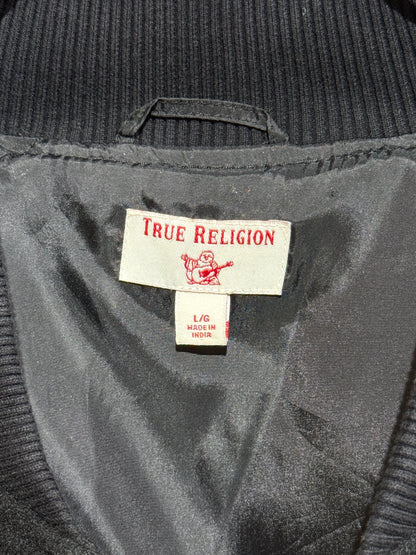 TRUE RELIGION
L/G
MADE IN
INDIA